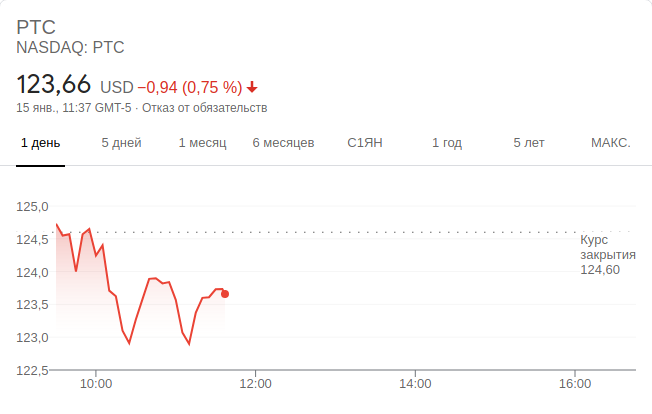 PTC
NASDAQ: PTC
123,66 USD −0,94 (0,75 %)
15 янв., 11:37 GMT-5 · Отказ от обязательств
1 день 5 дней 1 месяц 6 месяцев С1ЯН 1 год 5 лет МАКС.
125,0
124,5
124,0
123,5
123,0
122,5
Курс
закрытия
124,60
10:00 12:00 14:00 16:00